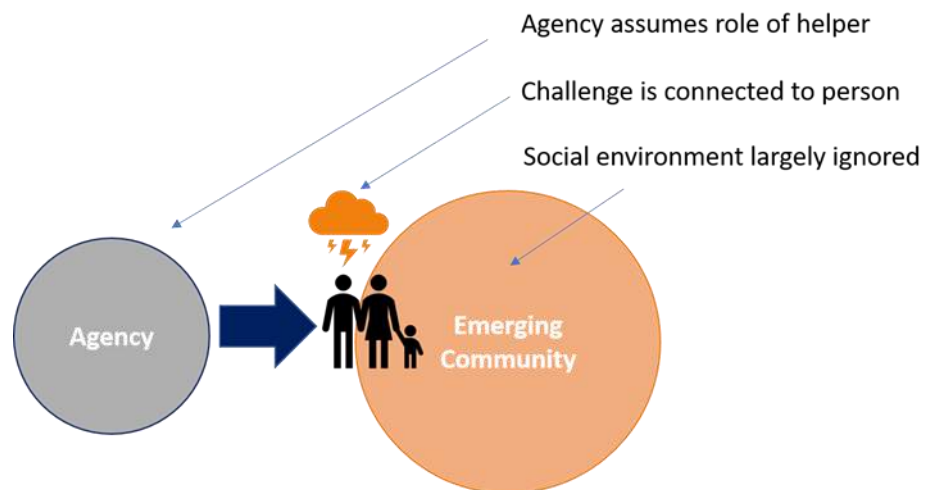 Agency assumes role of helper
Challenge is connected to person
Social environment largely ignored
Agency
Emerging
Community